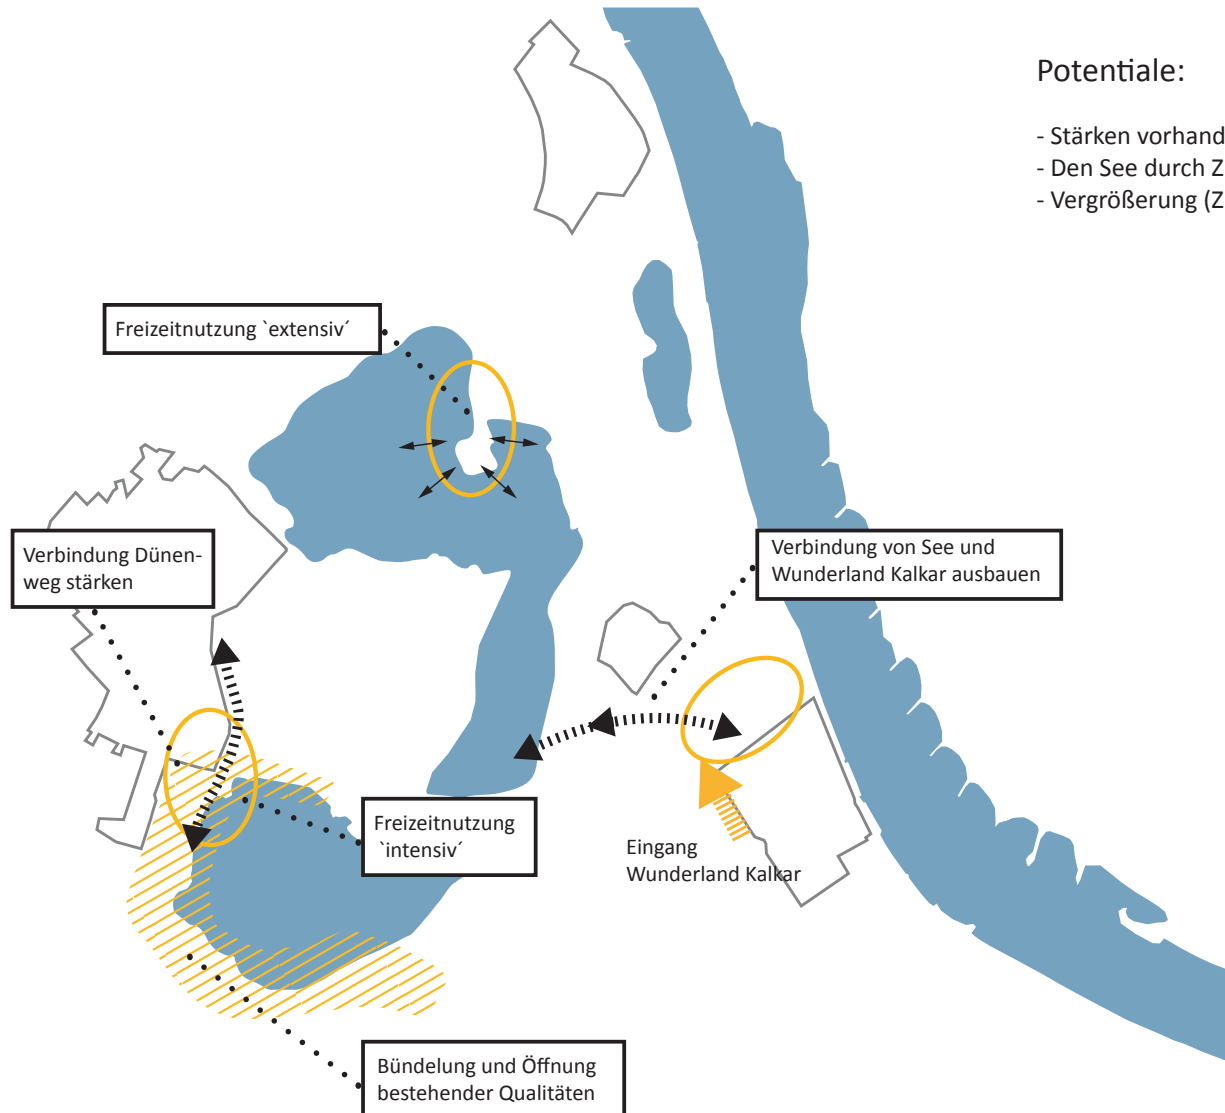 Potentiale:
- Stärken vorhand
- Den See durch Z
- Vergrößerung (Z
Freizeitnutzung `extensiv´
Verbindung Dünen-
weg stärken
Verbindung von See und
Wunderland Kalkar ausbauen
Freizeitnutzung
`intensiv´
Eingang
Wunderland Kalkar
Bündelung und Öffnung
bestehender Qualitäten